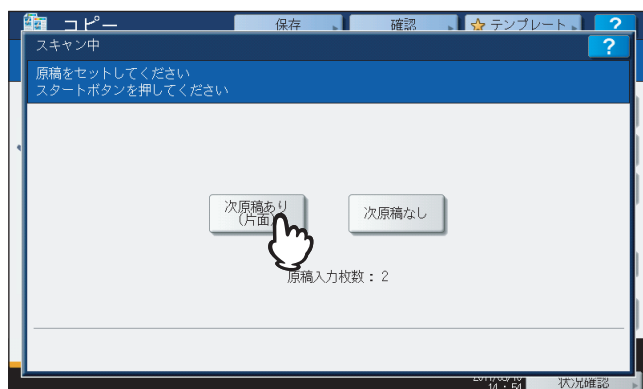 コピー
保存
確認
テンプレート
?
スキャン中
?
原稿をセットしてください
スタートボタンを押してください
次原稿あり
(片面)
次原稿なし
原稿入力枚数: 2
14:54
状況確認